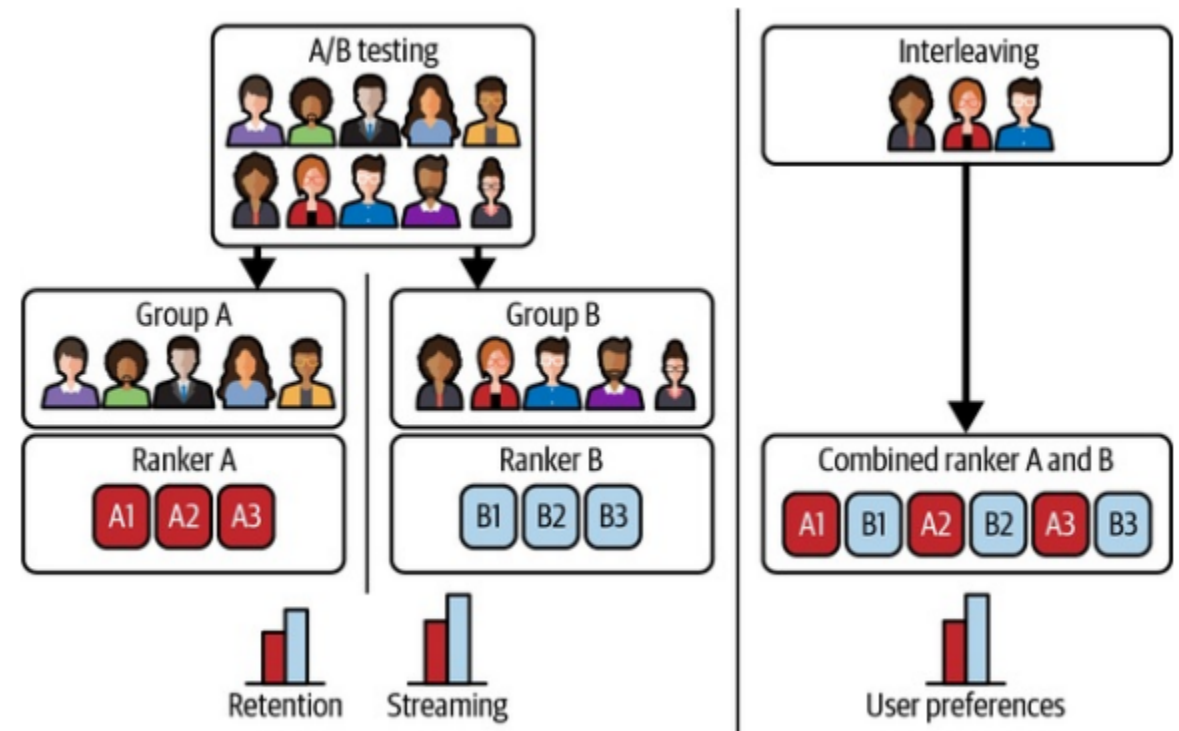 A/B testing
Group A
Group B
Ranker A
A1 A2 A3
Ranker B
B1 B2 B3
Retention
Streaming
Interleaving
Combined ranker A and B
A1 B1 A2 B2 A3 B3
User preferences